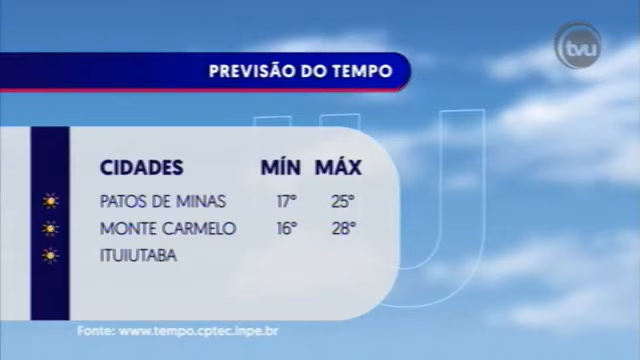 tvu
PREVISÃO DO TEMPO
CIDADES MÍN MÁX
PATOS DE MINAS 17° 25°
MONTE CARMELO 16° 28°
ITUIUTABA
Fonte: www.tempo.cptec.inpe.br